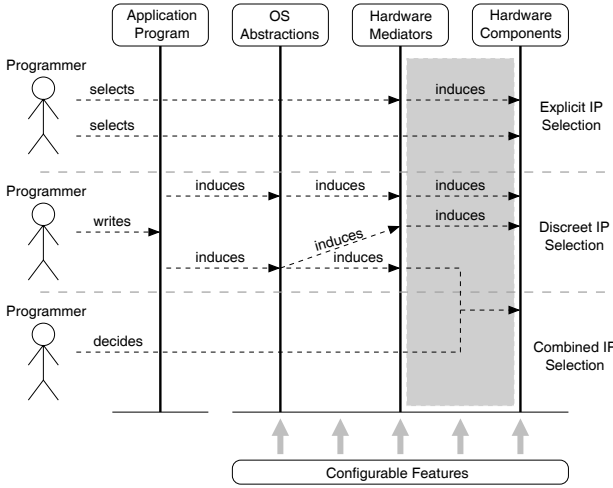 Application
Program
OS
Abstractions
Hardware
Mediators
Hardware
Components
Programmer
selects
induces
Explicit IP
Selection
selects
Programmer
induces
induces
induces
writes
induces
Discreet IP
Selection
induces
induces
induces
Programmer
decides
Combined IP
Selection
Configurable Features